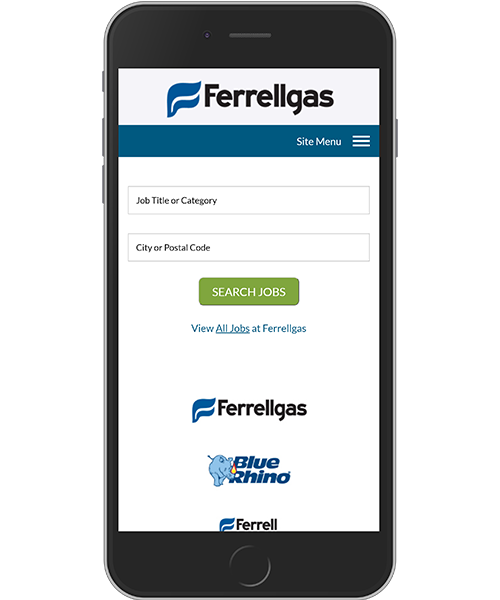 Ferrellgas
Site Menu
Job Title or Category
City or Postal Code
SEARCH JOBS
View All Jobs at Ferrellgas
Ferrellgas
Blue
Rhino
Ferrell